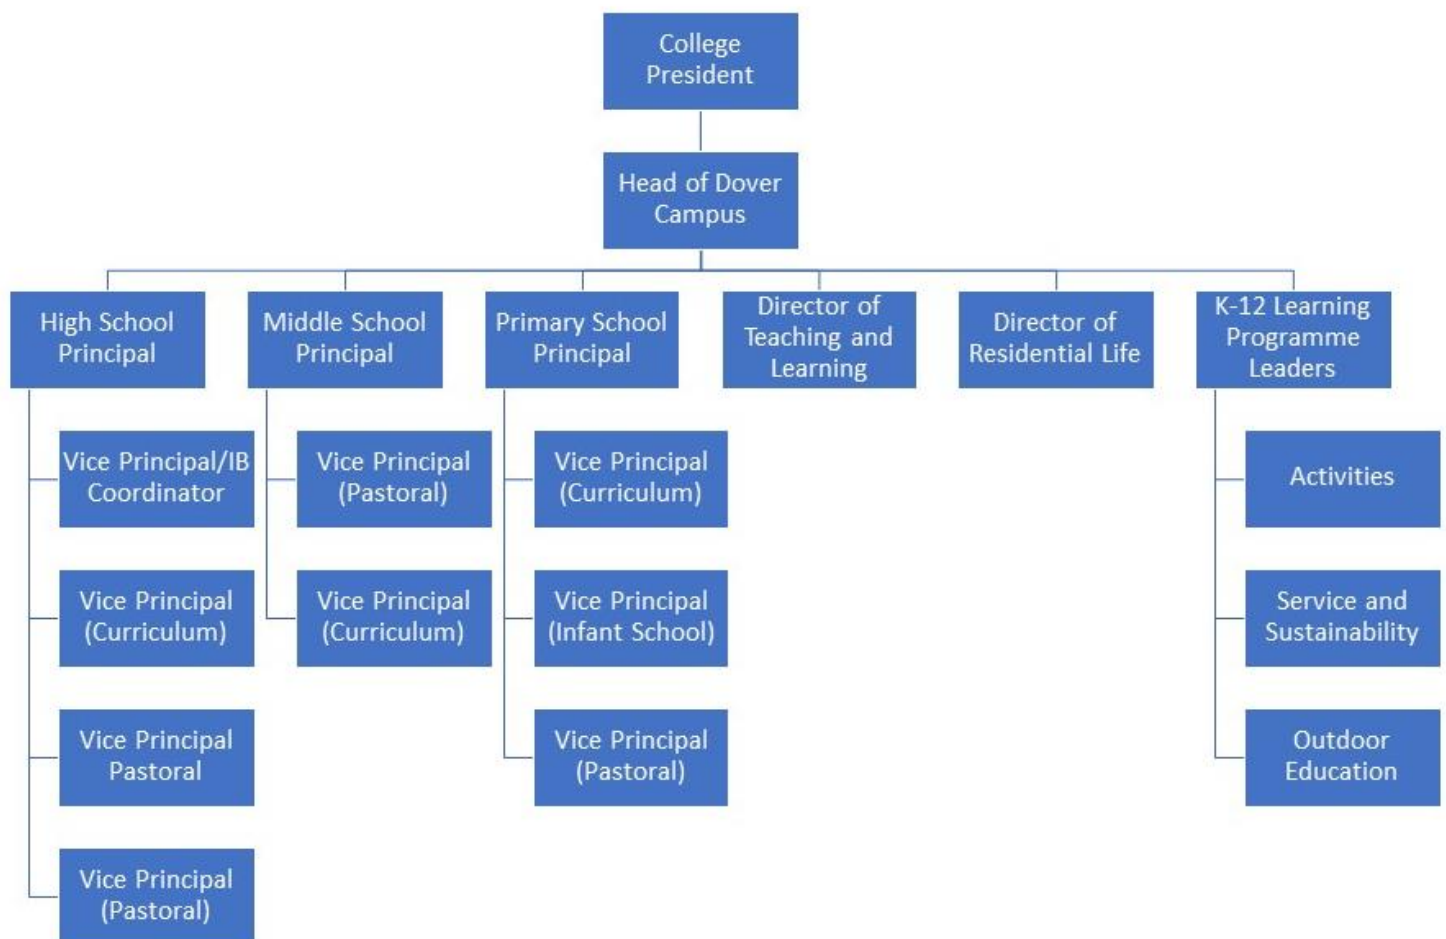 College
President
Head of Dover
Campus
High School
Principal
Middle School
Principal
Primary School
Principal
Director of
Teaching and
Learning
Director of
Residential Life
K-12 Learning
Programme
Leaders
Vice Principal/IB
Coordinator
Vice Principal
(Curriculum)
Vice Principal
Pastoral
Vice Principal
(Pastoral)
Vice Principal
(Pastoral)
Vice Principal
(Curriculum)
Vice Principal
(Curriculum)
Vice Principal
(Infant School)
Vice Principal
(Pastoral)
Activities
Service and
Sustainability
Outdoor
Education